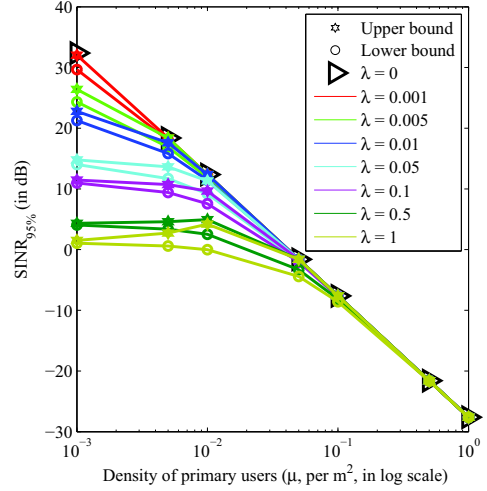 40
30
20
10
0
−10
−20
−30
SINR95% (in dB)
Upper bound
Lower bound
λ = 0
λ = 0.001
λ = 0.005
λ = 0.01
λ = 0.05
λ = 0.1
λ = 0.5
λ = 1
10⁻³ 10⁻² 10⁻¹ 10⁰
Density of primary users (μ, per m², in log scale)